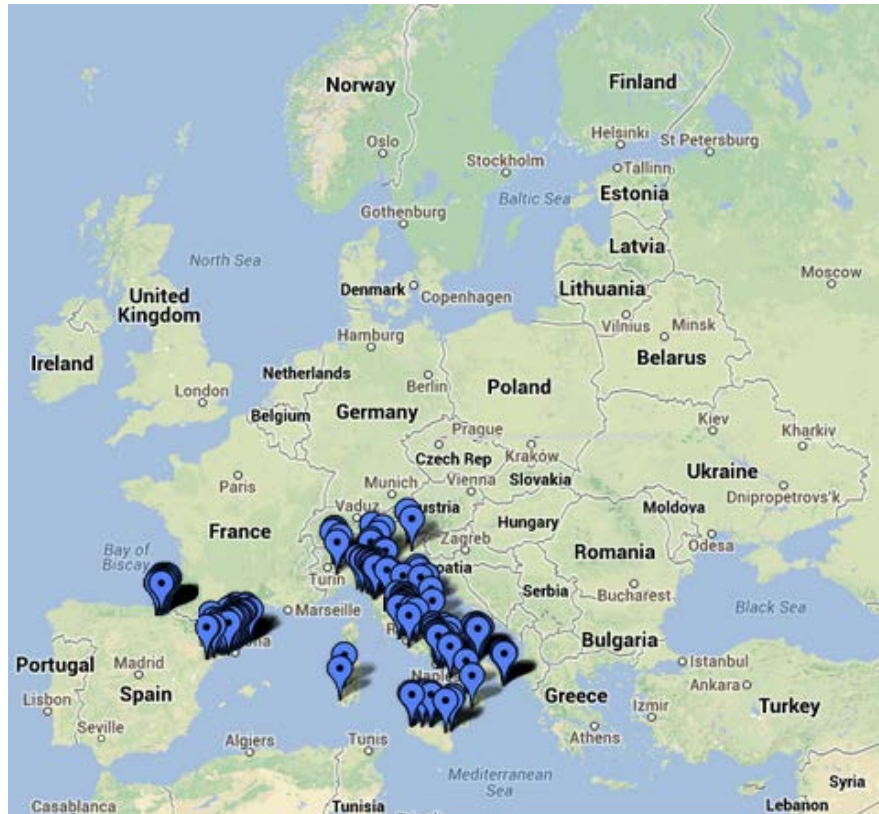 Norway
Finland
Oslo
Helsinki
St Petersburg
Stockholm
Tallinn
Baltic Sea
Estonia
Gothenburg
Latvia
North Sea
Moscow
Denmark
Copenhagen
Lithuania
United
Kingdom
Vilnius
Minsk
Hamburg
Belarus
Ireland
Netherlands
Berlin
Poland
London
Germany
Belgium
Kiev
Prague
Kharkiv
Czech Rep
Kraków
Paris
Ukraine
Slovakia
Munich
Vienna
Dnipropetrovs'k
Vaduz
ustria
Moldova
France
Hungary
Zagreb
Odesa
Bay of
Biscay
Romania
oatia
Turin
Serbia
Bucharest
Marseille
Black Sea
Bulgaria
Portugal
Madrid
Istanbul
Naples
Ankara
Spain
Greece
Lisbon
Izmir
Turkey
Seville
Athens
Algiers
Tunis
Mediterranean
Sea
Syria
Casablanca
Tunisia
Lebanon